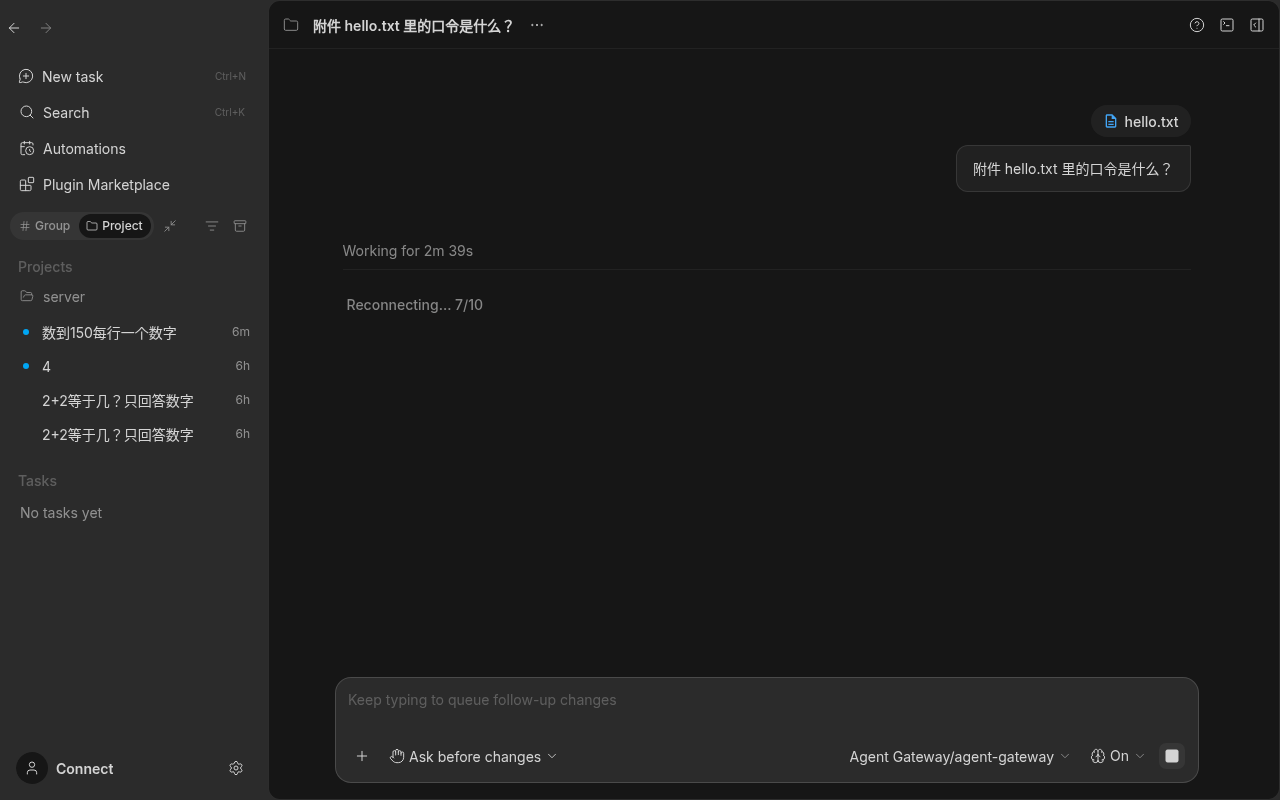 附件 hello.txt 里的口令是什么？
New task Ctrl+N
Search Ctrl+K
Automations
Plugin Marketplace
Group Project
Projects
server
数到150每行一个数字 6m
4 6h
2+2等于几？只回答数字 6h
2+2等于几？只回答数字 6h
Tasks
No tasks yet
Connect
hello.txt
附件 hello.txt 里的口令是什么？
Working for 2m 39s
Reconnecting... 7/10
Keep typing to queue follow-up changes
Ask before changes Agent Gateway/agent-gateway On